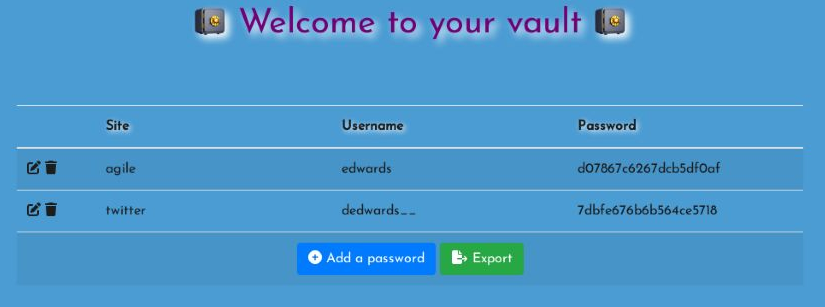 Welcome to your vault
Site Username Password
agile edwards d07867c6267dcb5df0af
twitter dedwards__ 7dbfe676b6b564ce5718
Add a password Export